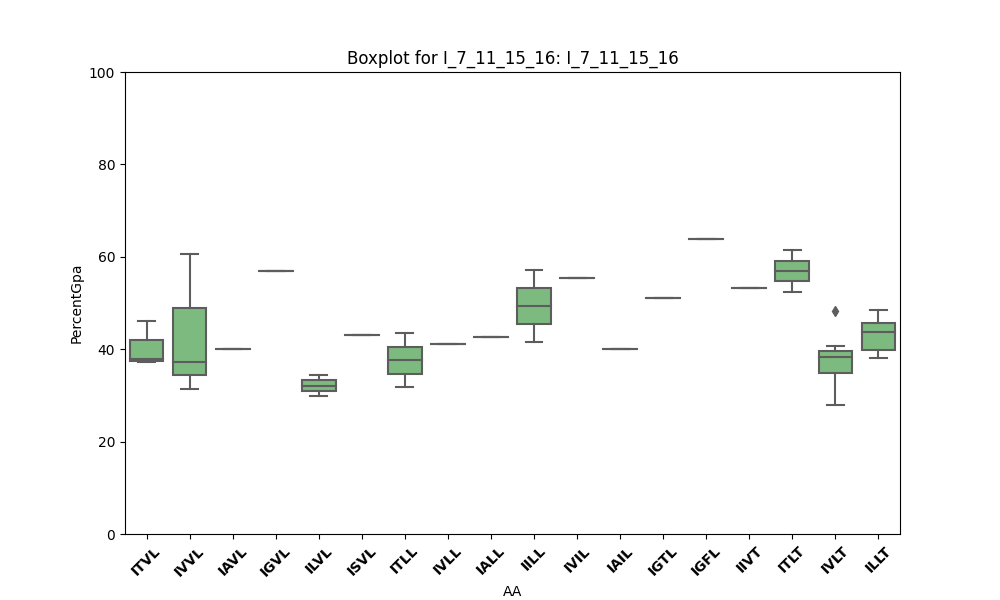 Boxplot for I_7_11_15_16: I_7_11_15_16
PercentGpa
100
80
60
40
20
0
ITVL IVVL IAVL IGVL ILVL ISVL ITLL IVLL IALL IILL IVIL IAIL IGTL IGFL IIVT ITLT IVLT ILLT
AA